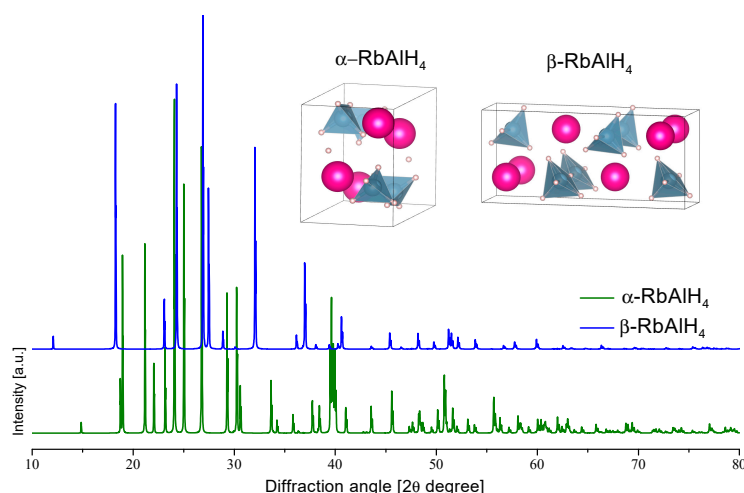 α–RbAlH₄
β-RbAlH₄
α-RbAlH₄
β-RbAlH₄
Intensity [a.u.]
10 20 30 40 50 60 70 80
Diffraction angle [2θ degree]